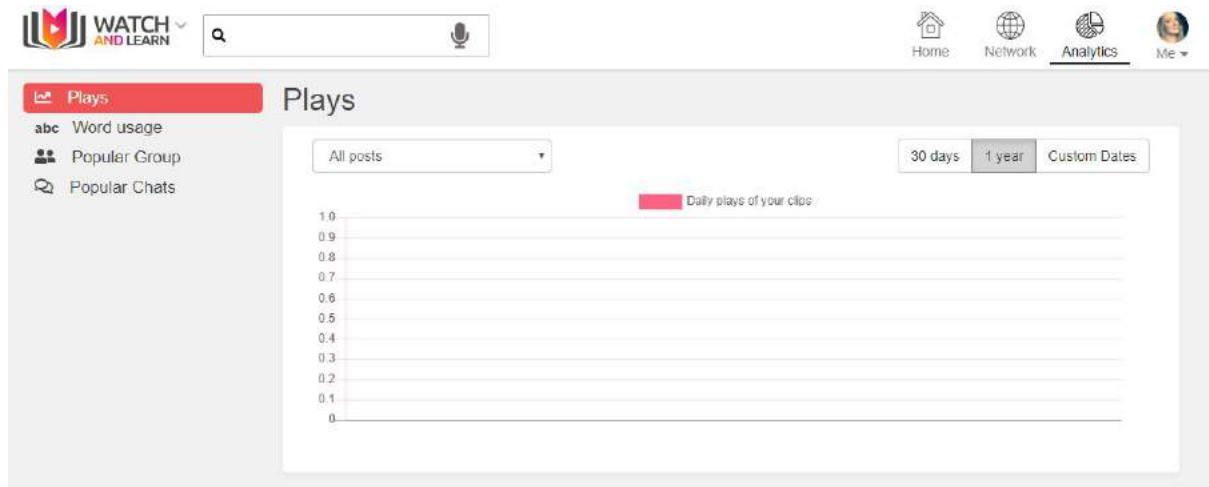 WATCH
AND LEARN
Home
Network
Analytics
Me
Plays
abc Word usage
Popular Group
Popular Chats
Plays
All posts
30 days
1 year
Custom Dates
Daily plays of your clips
1.0
0.9
0.8
0.7
0.6
0.5
0.4
0.3
0.2
0.1
0